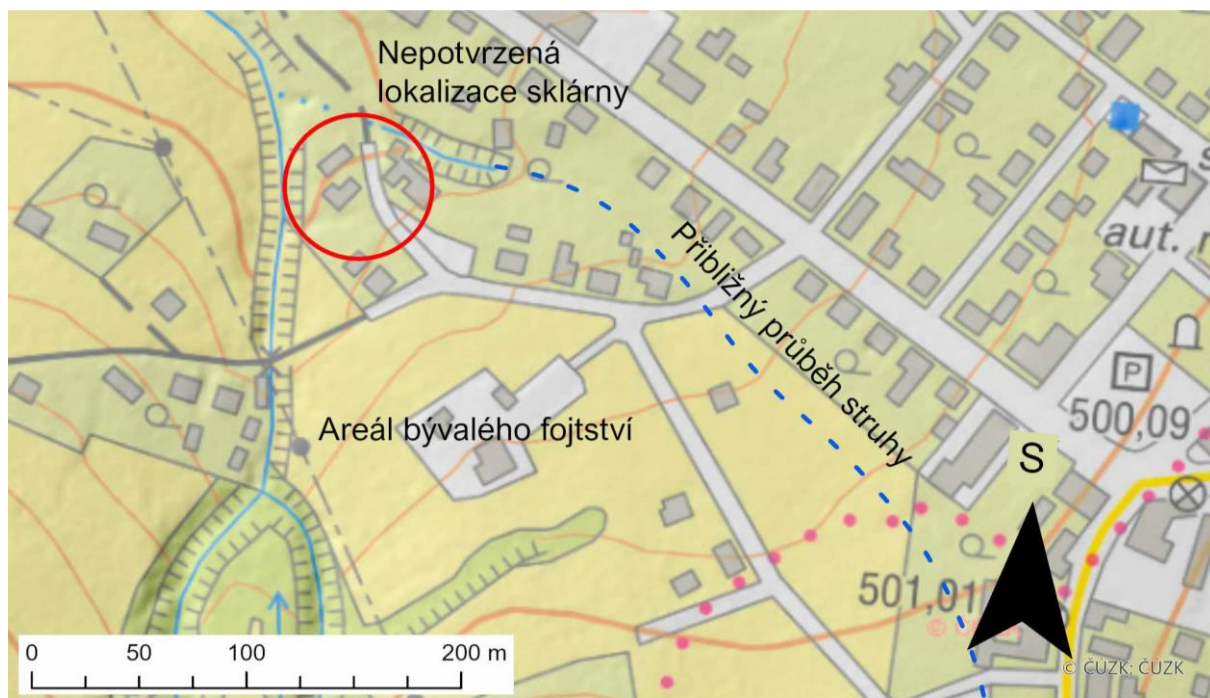 Nepotvrzená
lokalizace sklárny
Přibližný průběh struhy
aut. n
P
500,09
Areál bývalého fojtství
S
501,01
0 50 100 200 m
© ČÚZK; ČÚZK